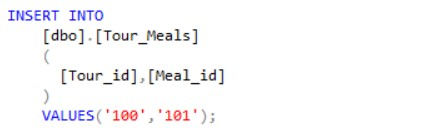 INSERT INTO
[dbo].[Tour_Meals]
(
[Tour_id],[Meal_id]
)
VALUES('100','101');